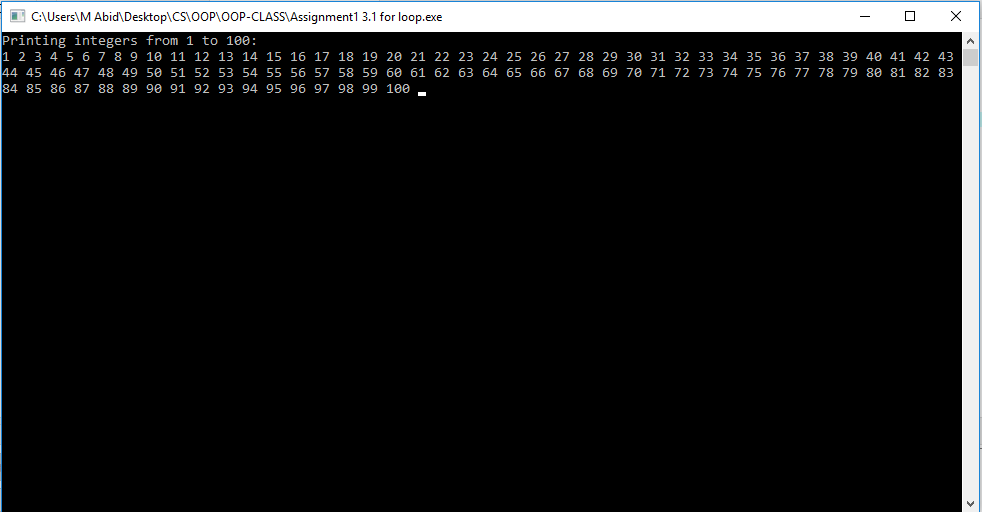 C:\Users\M Abid\Desktop\CS\OOP\OOP-CLASS\Assignment1 3.1 for loop.exe
Printing integers from 1 to 100:
1 2 3 4 5 6 7 8 9 10 11 12 13 14 15 16 17 18 19 20 21 22 23 24 25 26 27 28 29 30 31 32 33 34 35 36 37 38 39 40 41 42 43
44 45 46 47 48 49 50 51 52 53 54 55 56 57 58 59 60 61 62 63 64 65 66 67 68 69 70 71 72 73 74 75 76 77 78 79 80 81 82 83
84 85 86 87 88 89 90 91 92 93 94 95 96 97 98 99 100